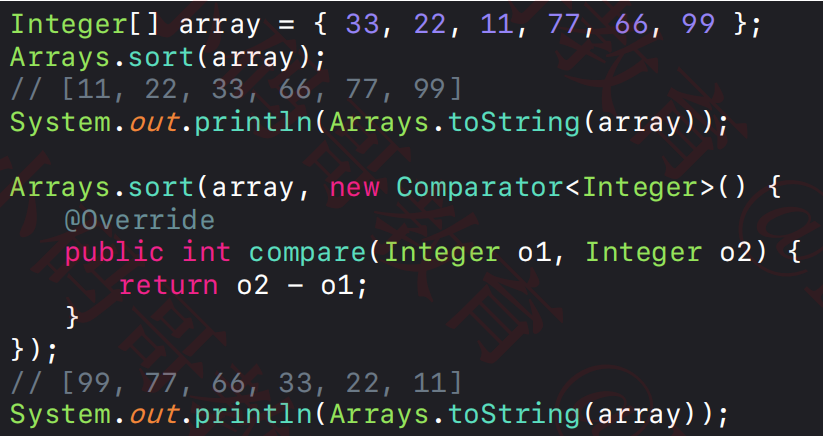 Integer[] array = { 33, 22, 11, 77, 66, 99 };
Arrays.sort(array);
// [11, 22, 33, 66, 77, 99]
System.out.println(Arrays.toString(array));
Arrays.sort(array, new Comparator<Integer>() {
@Override
public int compare(Integer o1, Integer o2) {
return o2 - o1;
}
});
// [99, 77, 66, 33, 22, 11]
System.out.println(Arrays.toString(array));